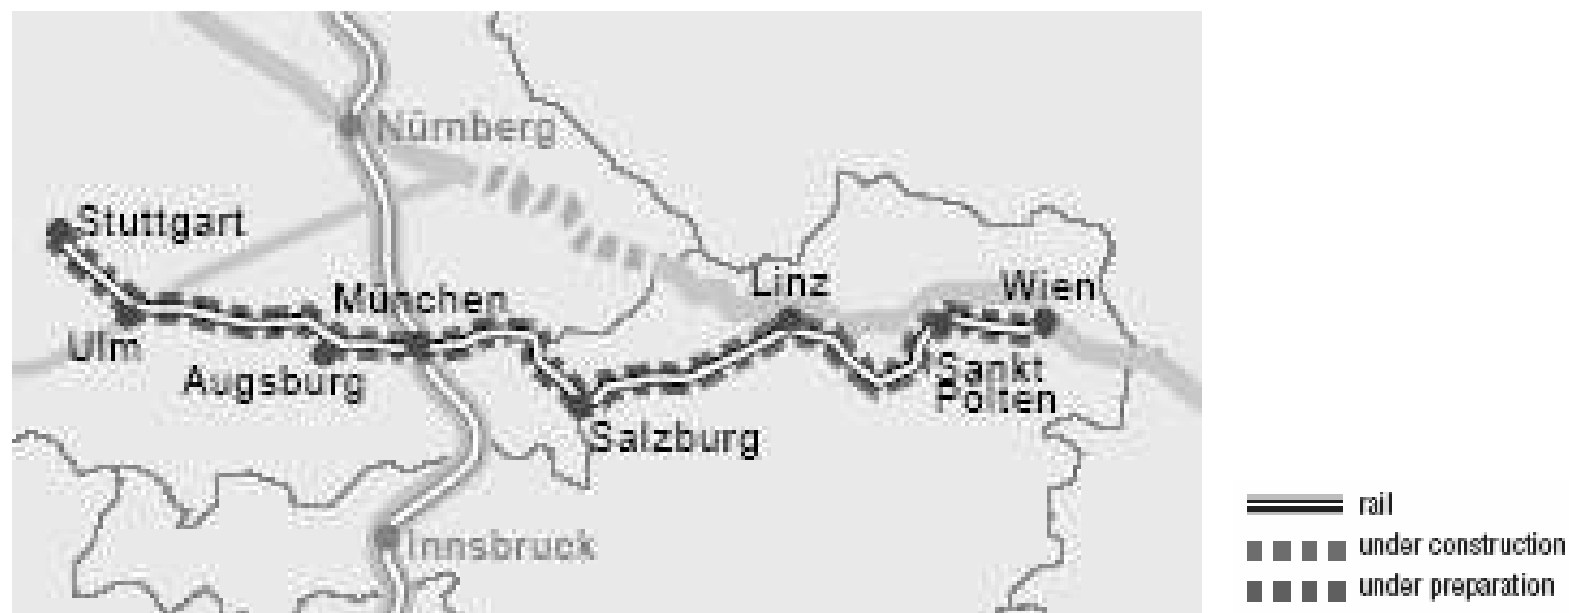 Nürnberg
Stuttgart
Linz
Wien
München
Ulm
Augsburg
Sankt
Pölten
Salzburg
Innsbruck
rail
under construction
under preparation